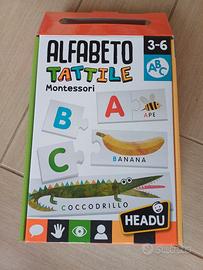 ALFABETO
TATTILE
Montessori
3-6
ABC
A
APE
B
BANANA
C
COCCODRILLO
HEADU